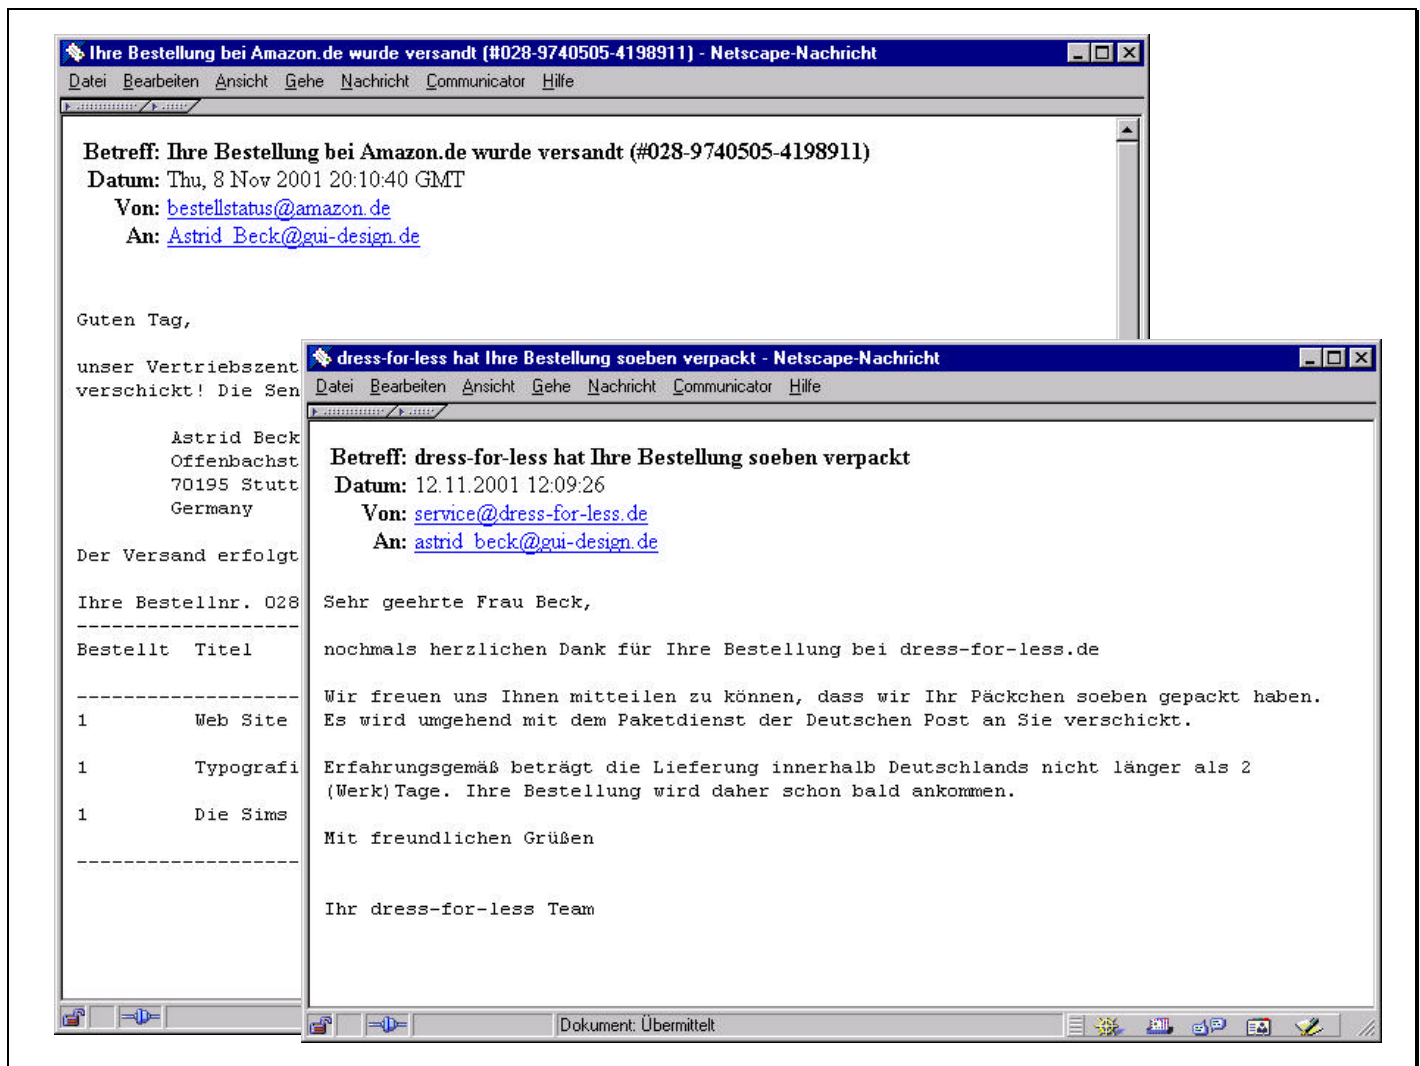 Ihre Bestellung bei Amazon.de wurde versandt (#028-9740505-4198911) - Netscape-Nachricht
Datei Bearbeiten Ansicht Gehe Nachricht Communicator Hilfe
Betreff: Ihre Bestellung bei Amazon.de wurde versandt (#028-9740505-4198911)
Datum: Thu, 8 Nov 2001 20:10:40 GMT
Von: bestellstatus@amazon.de
An: Astrid_Beck@gui-design.de
Guten Tag,
unser Vertriebszent
verschickt! Die Sen
Astrid Beck
Offenbachst
70195 Stutt
Germany
Der Versand erfolgt
Ihre Bestellnr. 028
-------------------
Bestellt Titel
-------------------
1 Web Site
1 Typografi
1 Die Sims
-------------------
dress-for-less hat Ihre Bestellung soeben verpackt - Netscape-Nachricht
Datei Bearbeiten Ansicht Gehe Nachricht Communicator Hilfe
Betreff: dress-for-less hat Ihre Bestellung soeben verpackt
Datum: 12.11.2001 12:09:26
Von: service@dress-for-less.de
An: astrid_beck@gui-design.de
Sehr geehrte Frau Beck,
nochmals herzlichen Dank für Ihre Bestellung bei dress-for-less.de
Wir freuen uns Ihnen mitteilen zu können, dass wir Ihr Päckchen soeben gepackt haben.
Es wird umgehend mit dem Paketdienst der Deutschen Post an Sie verschickt.
Erfahrungsgemäß beträgt die Lieferung innerhalb Deutschlands nicht länger als 2
(Werk)Tage. Ihre Bestellung wird daher schon bald ankommen.
Mit freundlichen Grüßen
Ihr dress-for-less Team
Dokument: Übermittelt